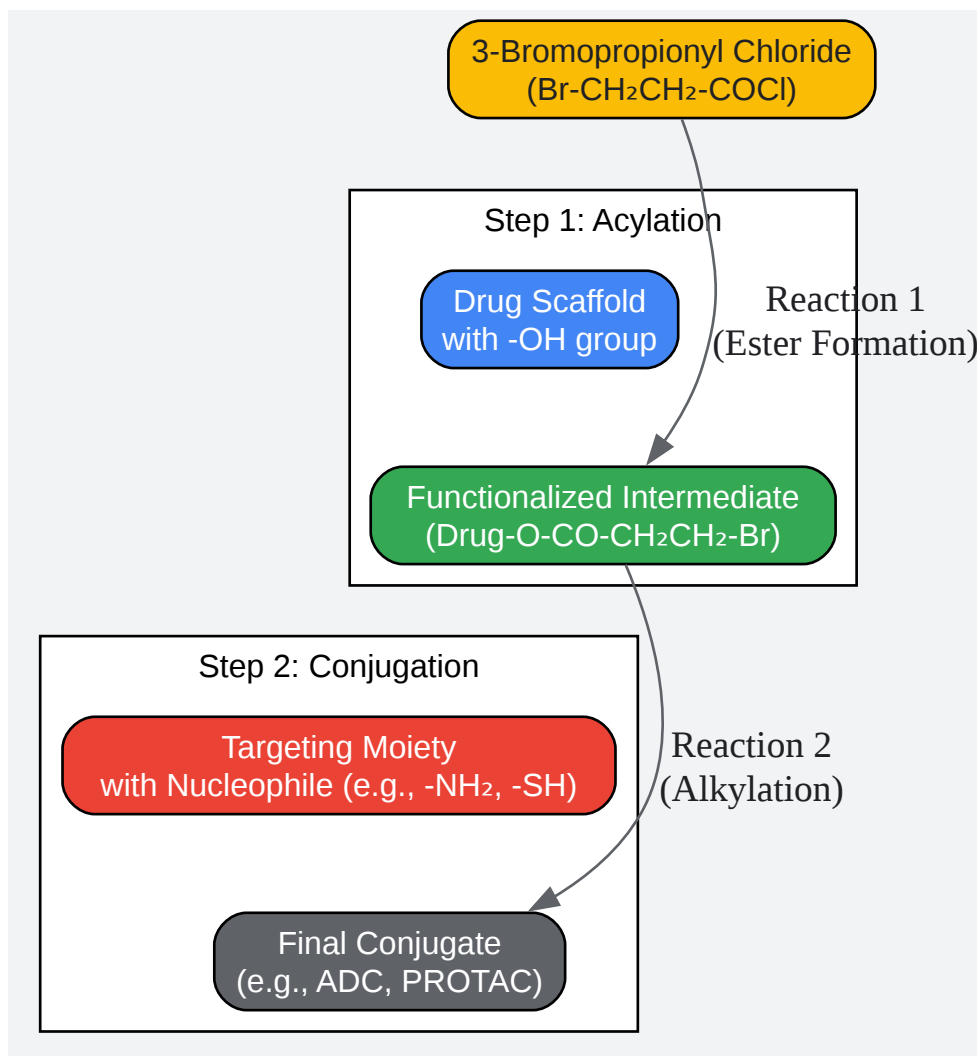 3-Bromopropionyl Chloride
(Br-CH₂CH₂-COCl)
Step 1: Acylation
Drug Scaffold
with -OH group
Reaction 1
(Ester Formation)
Functionalized Intermediate
(Drug-O-CO-CH₂CH₂-Br)
Step 2: Conjugation
Targeting Moiety
with Nucleophile (e.g., -NH₂, -SH)
Reaction 2
(Alkylation)
Final Conjugate
(e.g., ADC, PROTAC)